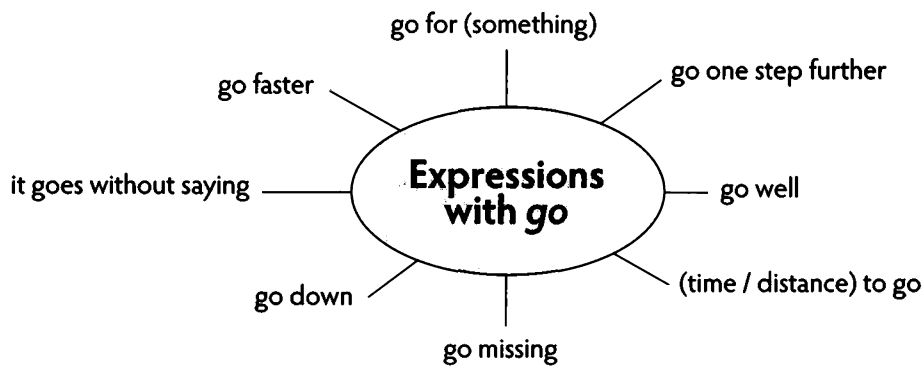 go for (something)
go faster
go one step further
it goes without saying
Expressions
with go
go well
go down
(time / distance) to go
go missing